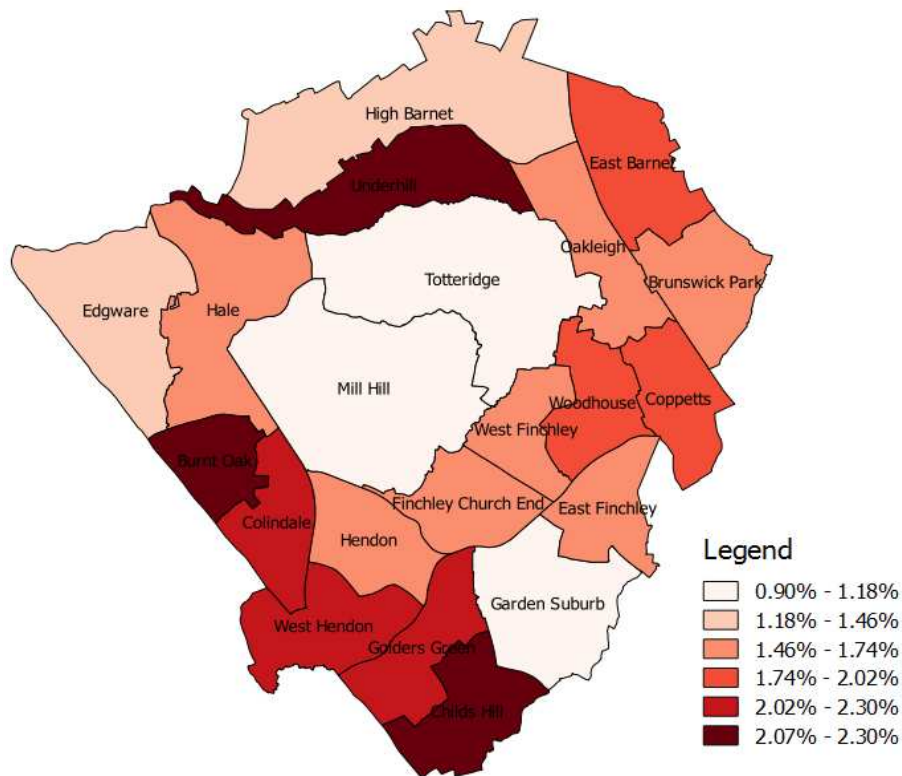 High Barnet
East Barnet
Underhill
Oakleigh
Totteridge
Brunswick Park
Edgware
Hale
Mill Hill
Woodhouse
Coppetts
West Finchley
Burnt Oak
Finchley Church End
East Finchley
Colindale
Hendon
Garden Suburb
West Hendon
Golders Green
Childs Hill
Legend
0.90% - 1.18%
1.18% - 1.46%
1.46% - 1.74%
1.74% - 2.02%
2.02% - 2.30%
2.07% - 2.30%